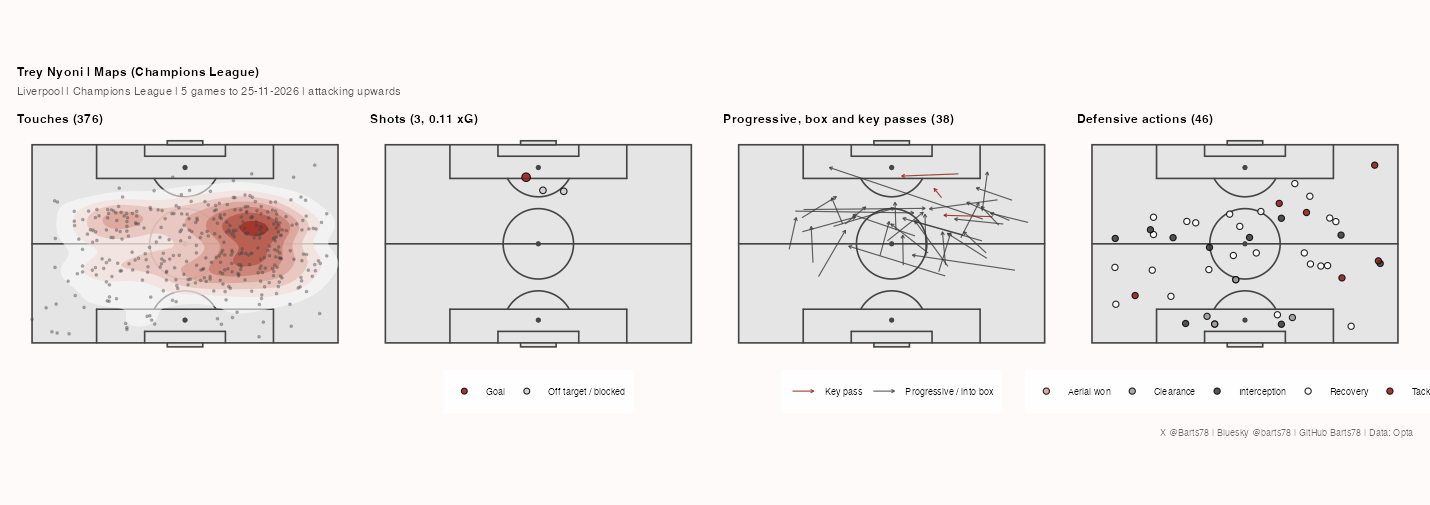 Trey Nyoni | Maps (Champions League)
Liverpool | Champions League | 5 games to 25-11-2026 | attacking upwards
Touches (376)
Shots (3, 0.11 xG)
Progressive, box and key passes (38)
Defensive actions (46)
Goal
Off target / blocked
Key pass
Progressive / into box
Aerial won
Clearance
Interception
Recovery
Tack
X @Barts78 | Bluesky @barts78 | GitHub Barts78 | Data: Opta